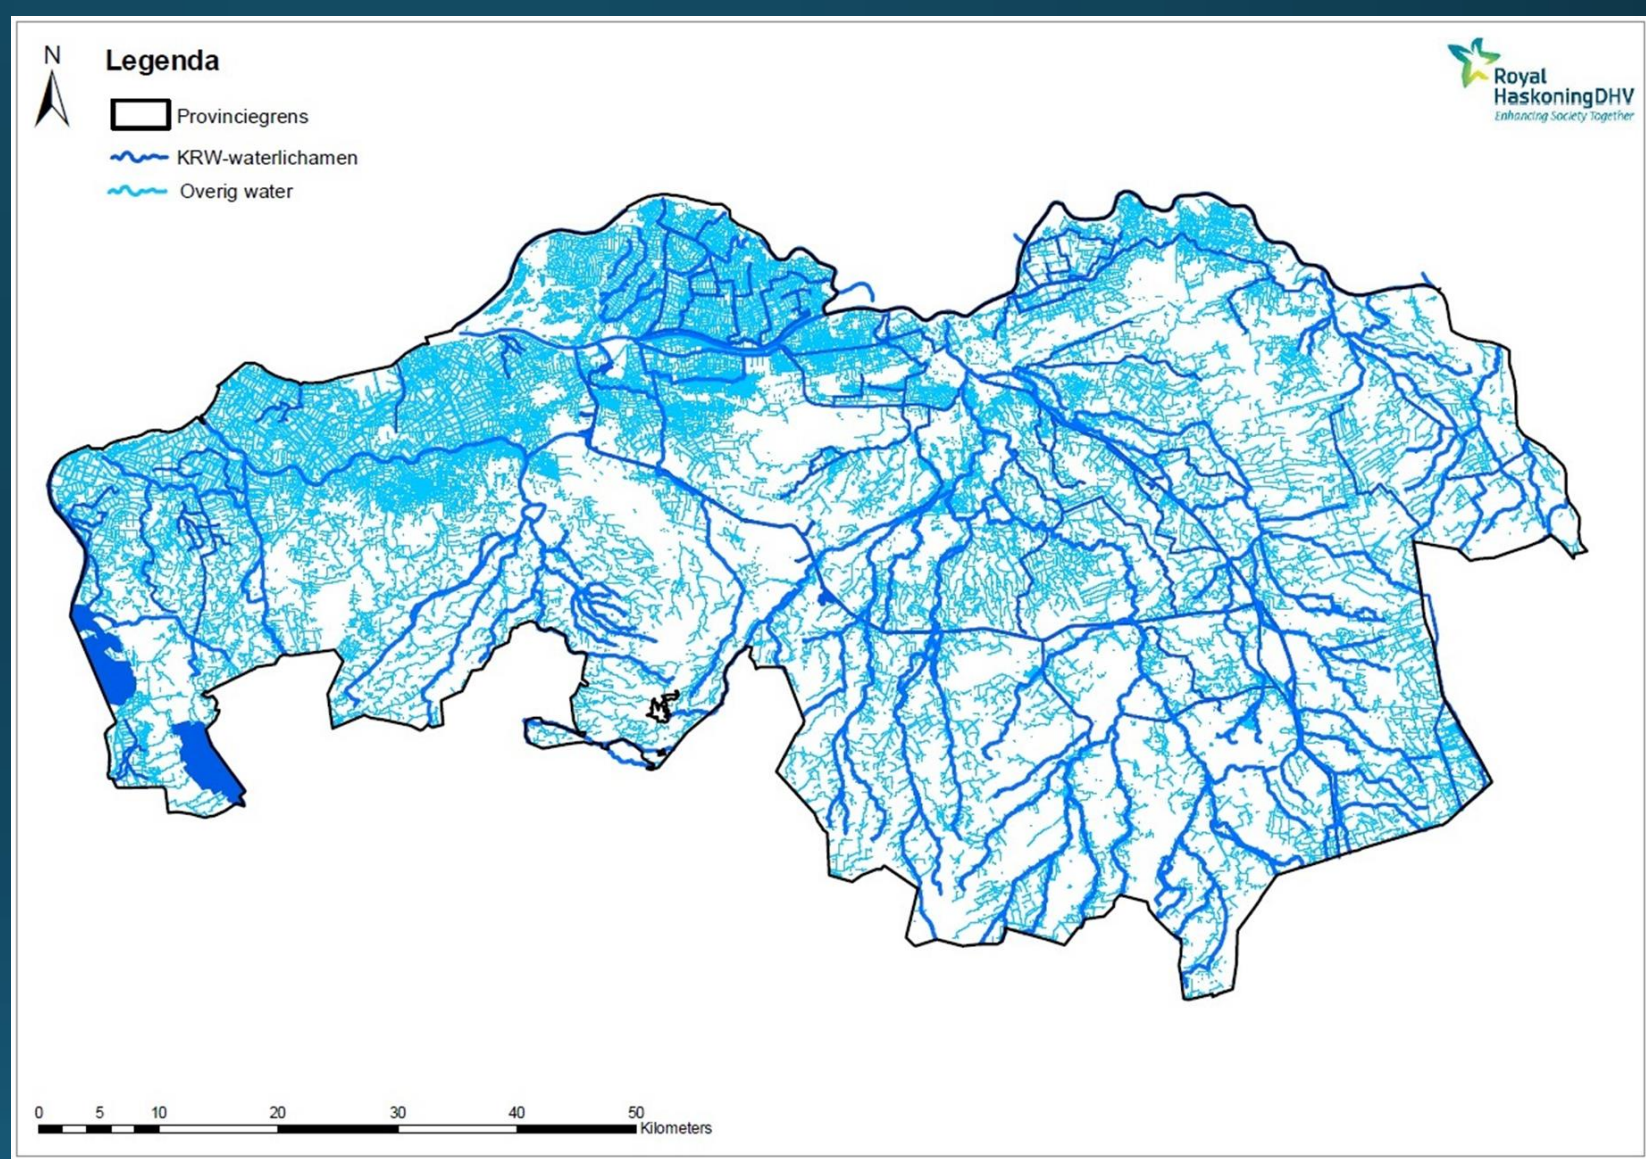 N
Legenda
Provinciegrens
KRW-waterlichamen
Overig water
Royal
HaskoningDHV
Enhancing Society Together
0 5 10 20 30 40 50
Kilometers